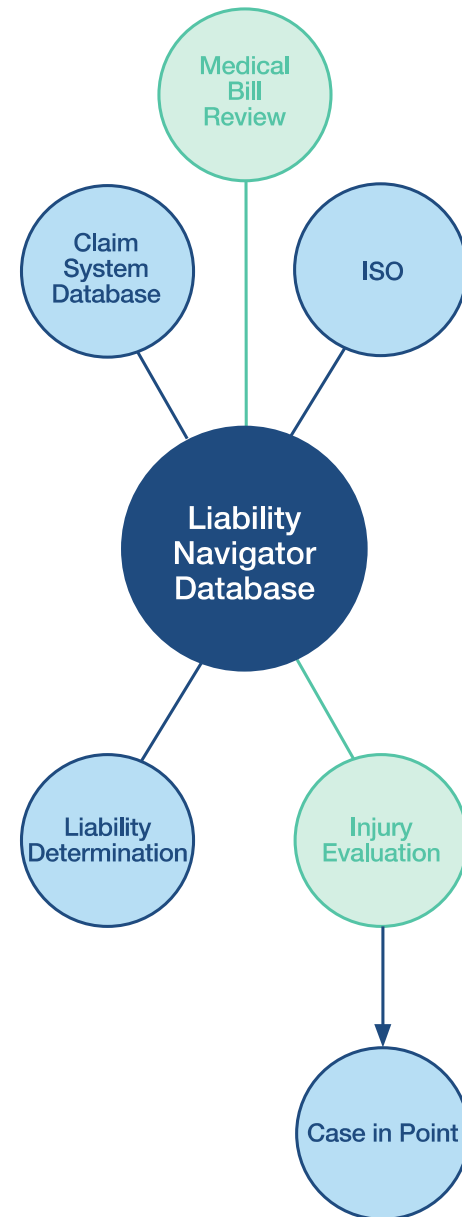 Medical
Bill
Review
Claim
System
Database
ISO
Liability
Navigator
Database
Liability
Determination
Injury
Evaluation
Case in Point